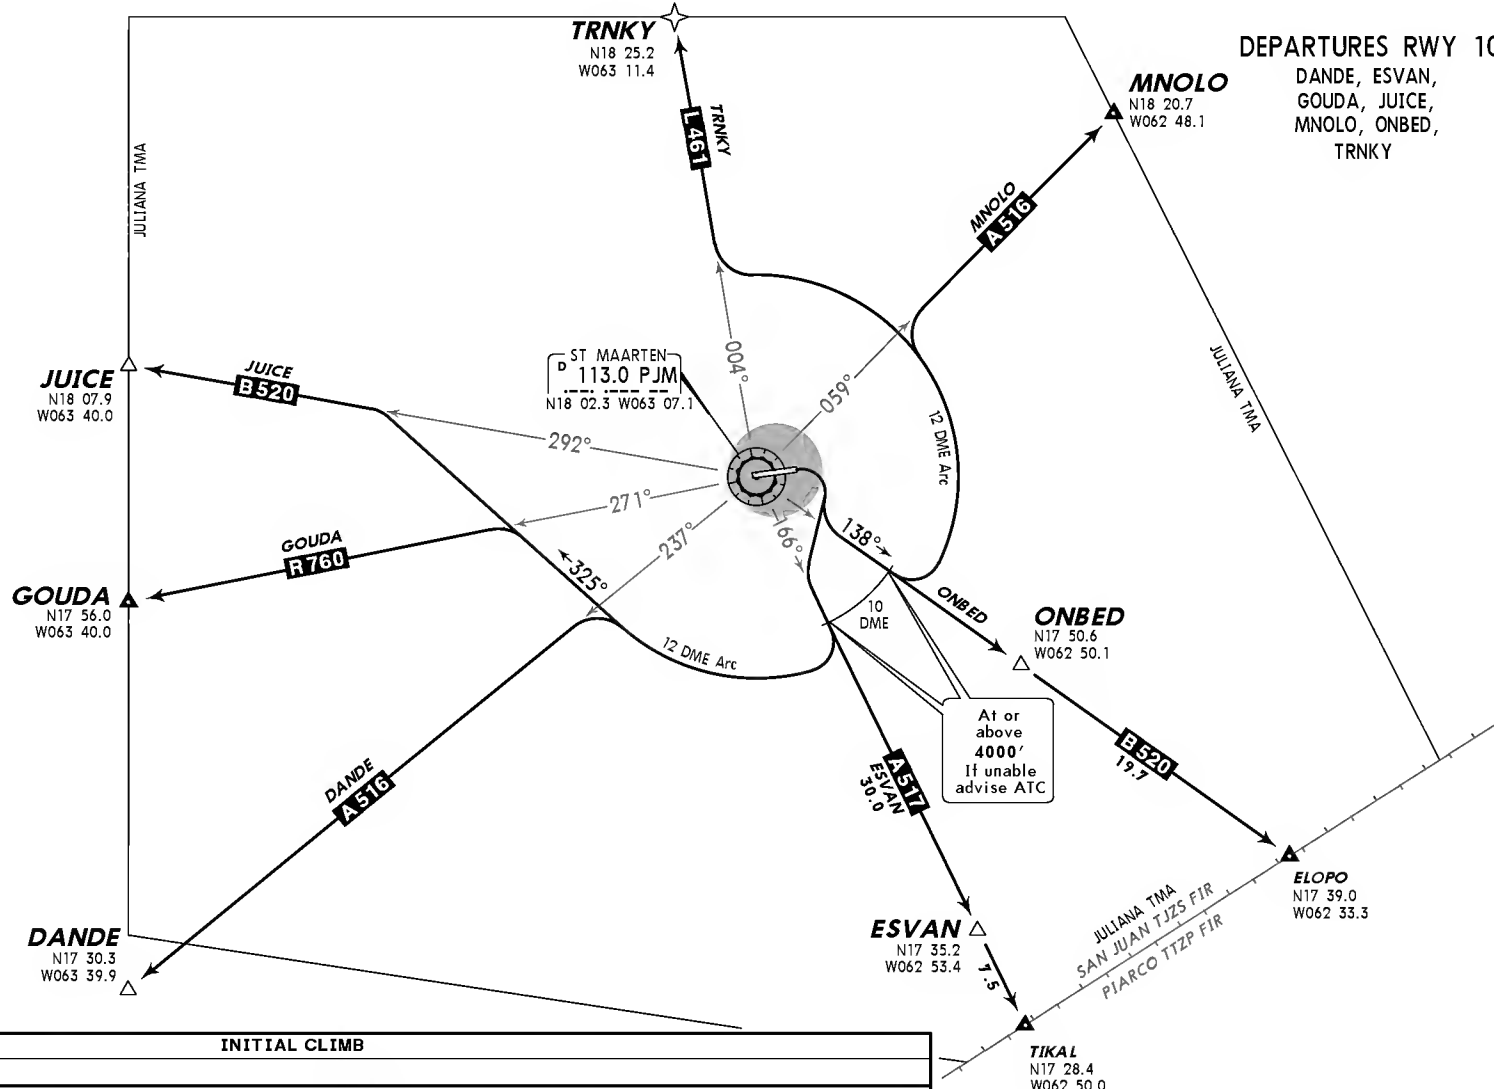 TRNKY
N18 25.2
W063 11.4
DEPARTURES RWY 10
DANDE, ESVAN,
GOUDA, JUICE,
MNOLO, ONBED,
TRNKY
MNOLO
N18 20.7
W062 48.1
TRNKY
L 461
JULIANA TMA
MNOLO
A 516
JULIANA TMA
JUICE
N18 07.9
W063 40.0
JUICE
B 520
ST MAARTEN
D 113.0 PJM
N18 02.3 W063 07.1
004°
059°
12 DME Arc
292°
271°
237°
166°
138°
GOUDA
R 760
GOUDA
N17 56.0
W063 40.0
325°
10
DME
ONBED
ONBED
N17 50.6
W062 50.1
12 DME Arc
At or
above
4000'
If unable
advise ATC
B 520
19.7
A 517
ESVAN
30.0
DANDE
A 516
ELOPO
N17 39.0
W062 33.3
JULIANA TMA
SAN JUAN TJZS FIR
PIARCO TTZP FIR
ESVAN
N17 35.2
W062 53.4
7.5
DANDE
N17 30.3
W063 39.9
INITIAL CLIMB
TIKAL
N17 28.4
W062 50.0